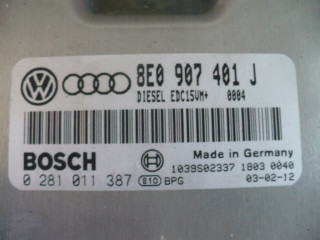 8E0 907 401 J
DIESEL EDC15VM+ 0004
BOSCH
Made in Germany
1039S02337 1803 0040
0 281 011 387 E10 BPG 03-02-12